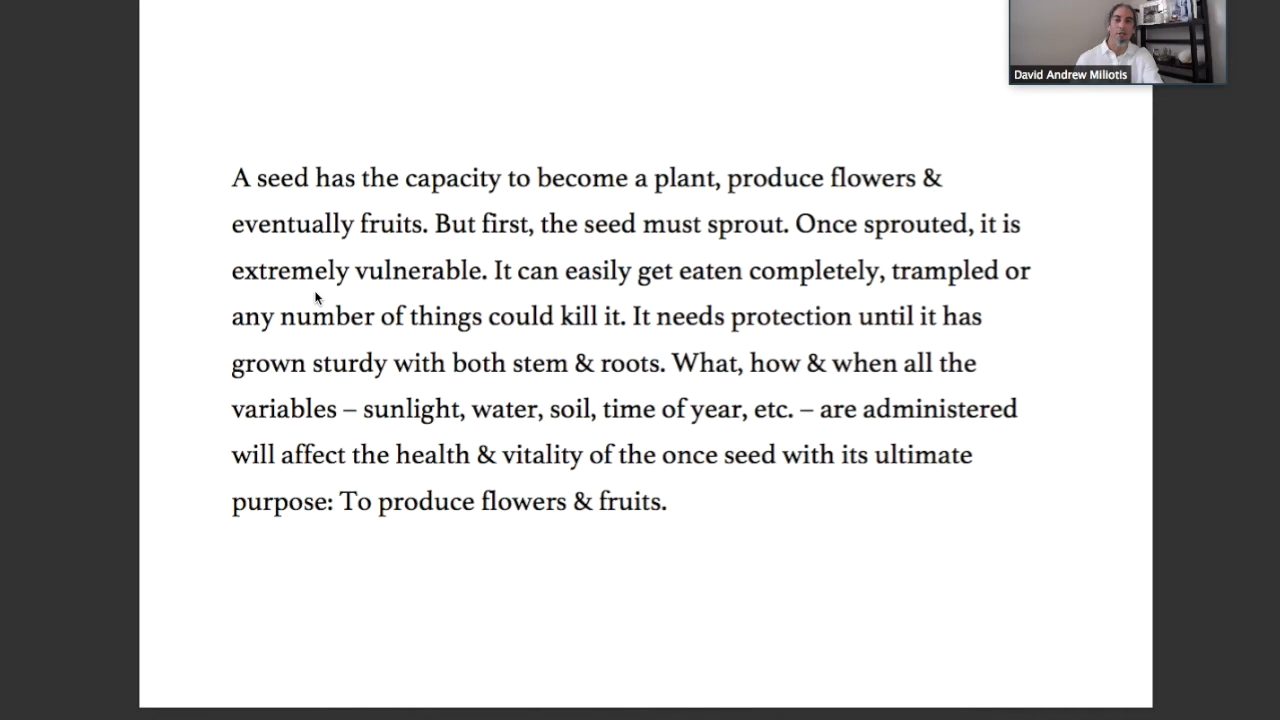 David Andrew Miliotis
A seed has the capacity to become a plant, produce flowers &
eventually fruits. But first, the seed must sprout. Once sprouted, it is
extremely vulnerable. It can easily get eaten completely, trampled or
any number of things could kill it. It needs protection until it has
grown sturdy with both stem & roots. What, how & when all the
variables – sunlight, water, soil, time of year, etc. – are administered
will affect the health & vitality of the once seed with its ultimate
purpose: To produce flowers & fruits.